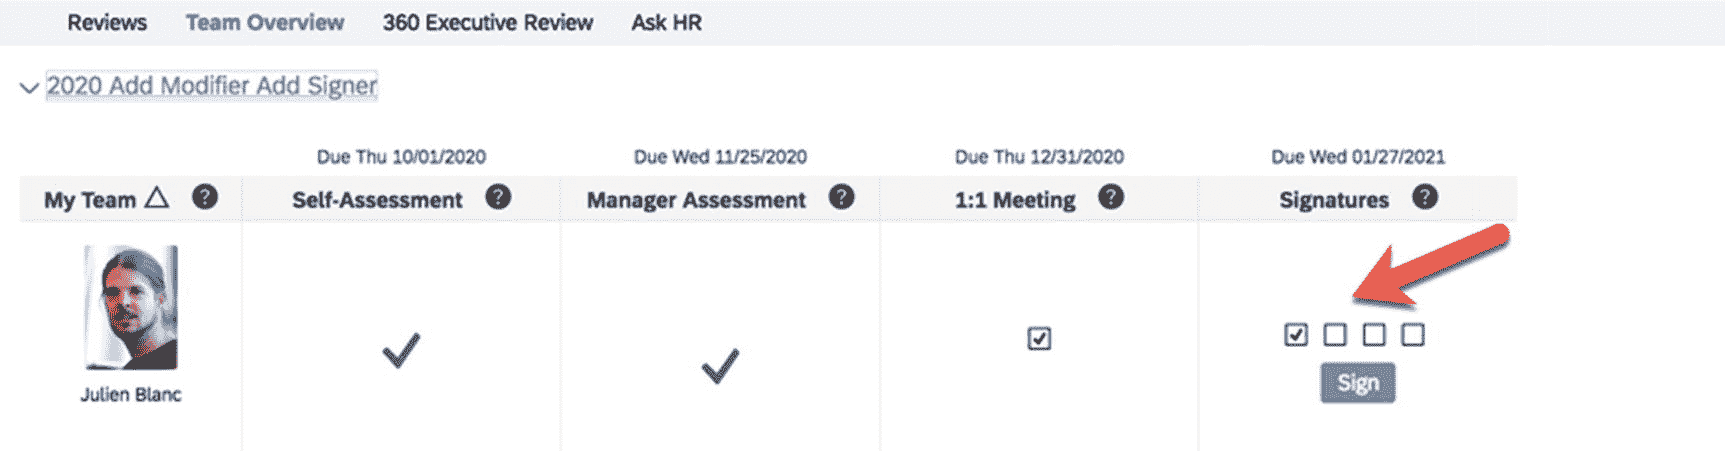 Reviews Team Overview 360 Executive Review Ask HR
2020 Add Modifier Add Signer
Due Thu 10/01/2020 Due Wed 11/25/2020 Due Thu 12/31/2020 Due Wed 01/27/2021
My Team ? Self-Assessment ? Manager Assessment ? 1:1 Meeting ? Signatures ?
Julien Blanc
Sign